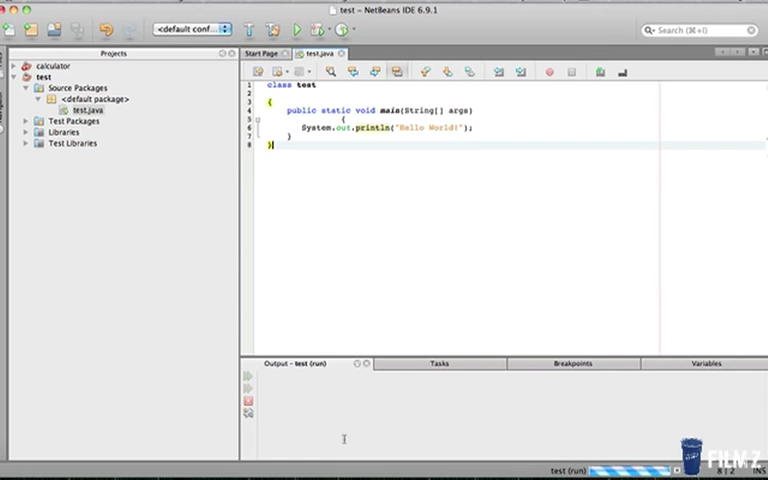 test - NetBeans IDE 6.9.1
<default conf...
Search (⌘+I)
Projects
calculator
test
Source Packages
<default package>
test.java
Test Packages
Libraries
Test Libraries
Start Page
test.java
1 class test
2
3 {
4 public static void main(String[] args)
5 {
6 System.out.println("Hello World!");
7 }
8 }
Output - test (run)
Tasks
Breakpoints
Variables
test (run)
8 | 2
INS
FILMZ